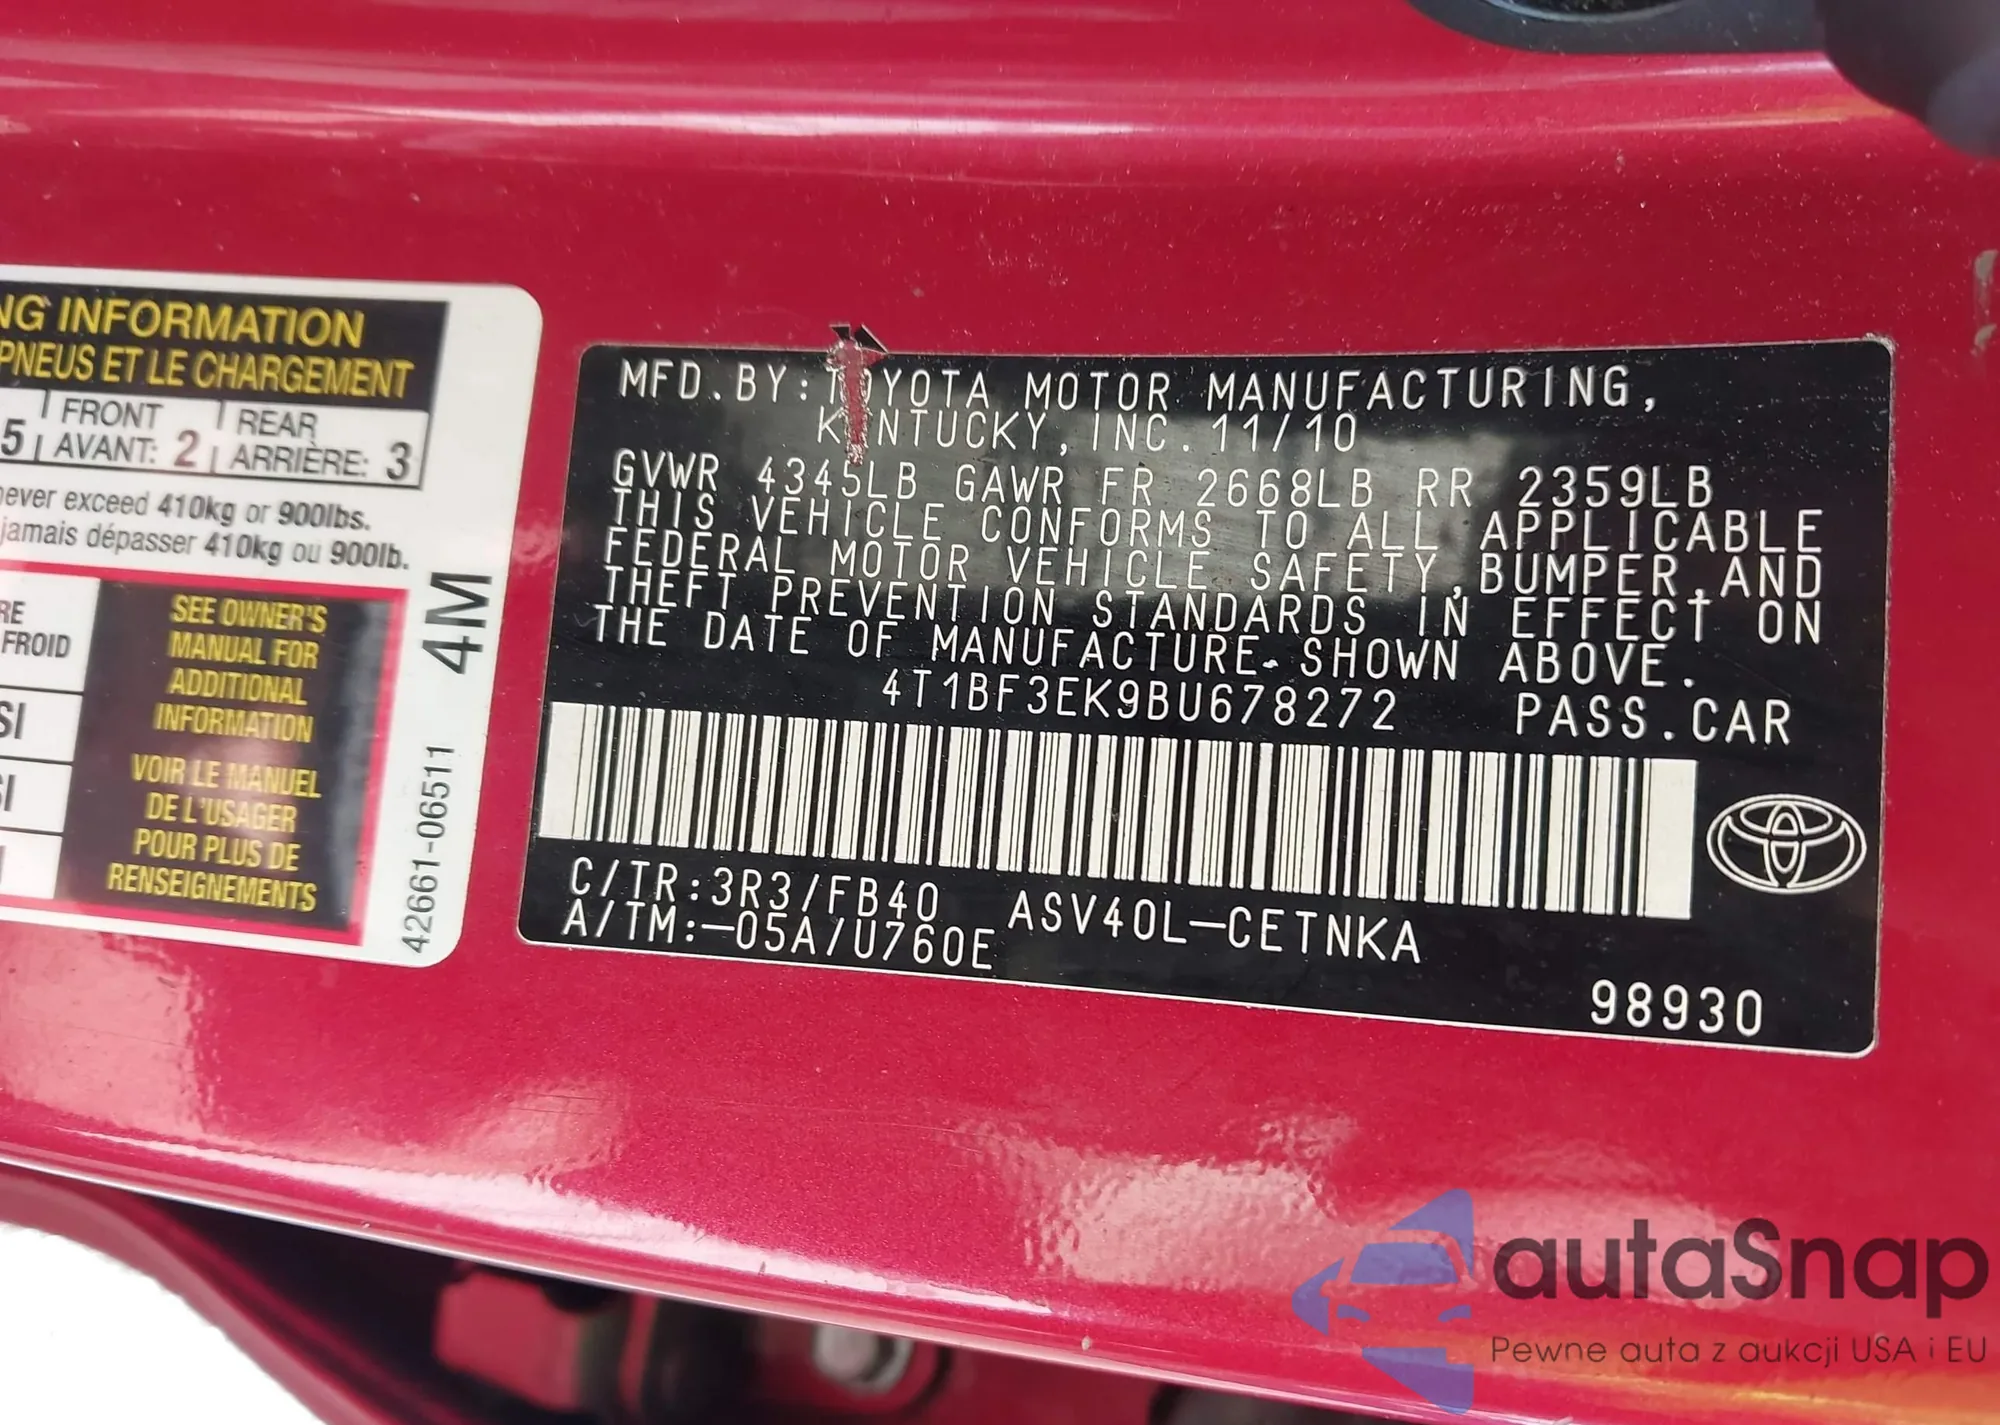 NG INFORMATION
PNEUS ET LE CHARGEMENT
5 | FRONT AVANT: 2 | REAR ARRIÈRE: 3
never exceed 410kg or 900lbs.
jamais dépasser 410kg ou 900lb.
RE
FROID
SI
SI
SEE OWNER'S
MANUAL FOR
ADDITIONAL
INFORMATION
VOIR LE MANUEL
DE L'USAGER
POUR PLUS DE
RENSEIGNEMENTS
42661-06511 4M
MFD.BY:TOYOTA MOTOR MANUFACTURING,
KENTUCKY,INC.11/10
GVWR 4345LB GAWR FR 2668LB RR 2359LB
THIS VEHICLE CONFORMS TO ALL APPLICABLE
FEDERAL MOTOR VEHICLE SAFETY,BUMPER,AND
THEFT PREVENTION STANDARDS IN EFFECT ON
THE DATE OF MANUFACTURE SHOWN ABOVE.
4T1BF3EK9BU678272 PASS.CAR
C/TR:3R3/FB40 ASV40L-CETNKA
A/TM:-05A/U760E
98930
autaSnap
Pewne auta z aukcji USA i EU